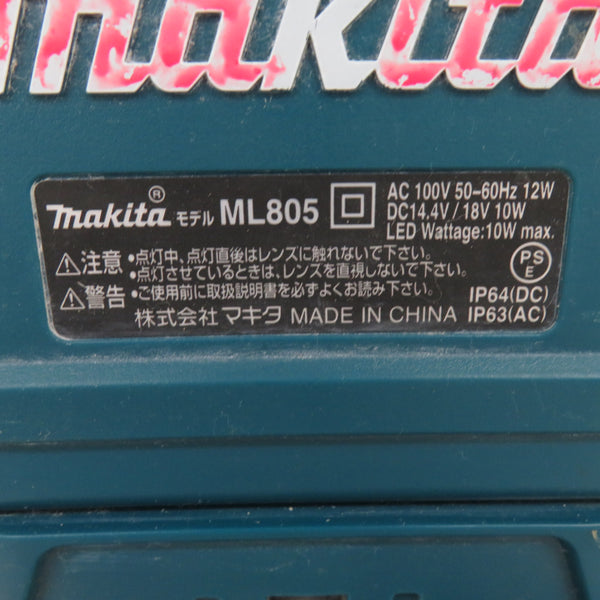 makita
makita® モデル ML805
AC 100V 50-60Hz 12W
DC14.4V / 18V 10W
LED Wattage:10W max.
⚠注意 •点灯中、点灯直後はレンズに触れないで下さい。
•点灯させているときは、レンズを直視しないで下さい。
⚠警告 •ご使用前に取扱説明書を必ずよくお読み下さい。
PS
E
IP64(DC)
株式会社 マキタ MADE IN CHINA IP63(AC)